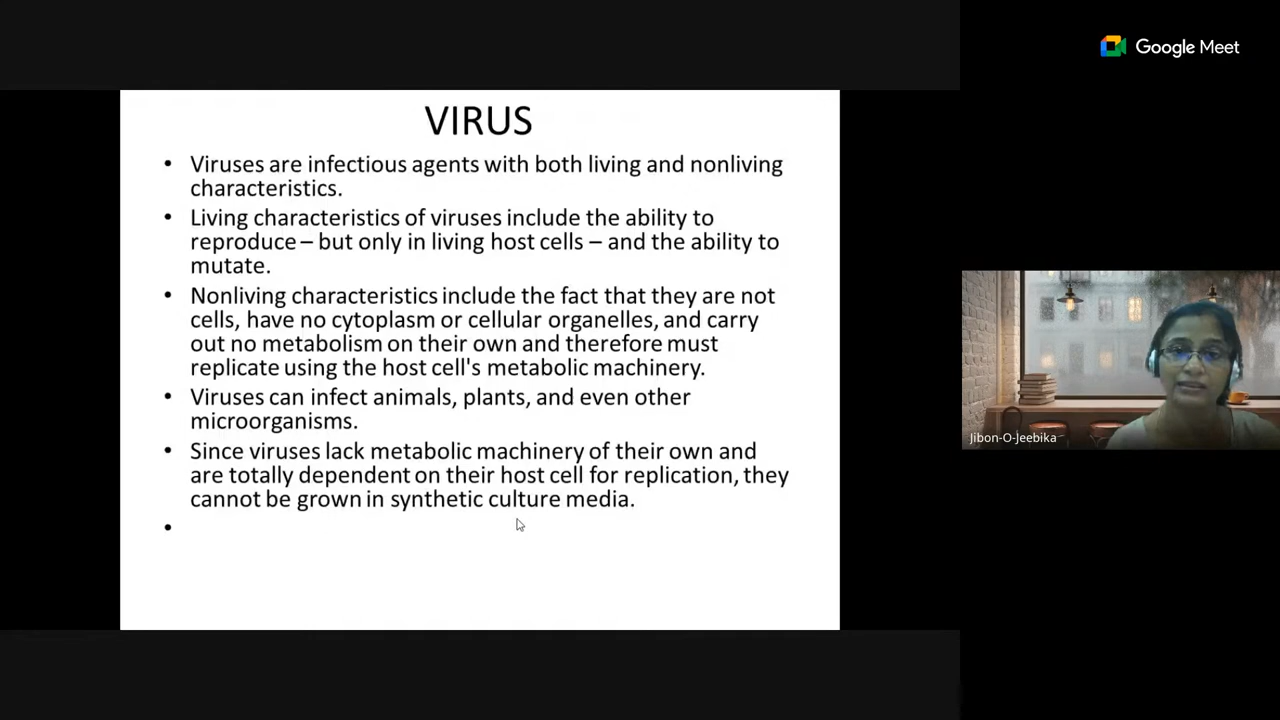 Google Meet
VIRUS
• Viruses are infectious agents with both living and nonliving
characteristics.
• Living characteristics of viruses include the ability to
reproduce – but only in living host cells – and the ability to
mutate.
• Nonliving characteristics include the fact that they are not
cells, have no cytoplasm or cellular organelles, and carry
out no metabolism on their own and therefore must
replicate using the host cell's metabolic machinery.
• Viruses can infect animals, plants, and even other
microorganisms.
• Since viruses lack metabolic machinery of their own and
are totally dependent on their host cell for replication, they
cannot be grown in synthetic culture media.
•
Jibon-O-Jeebika